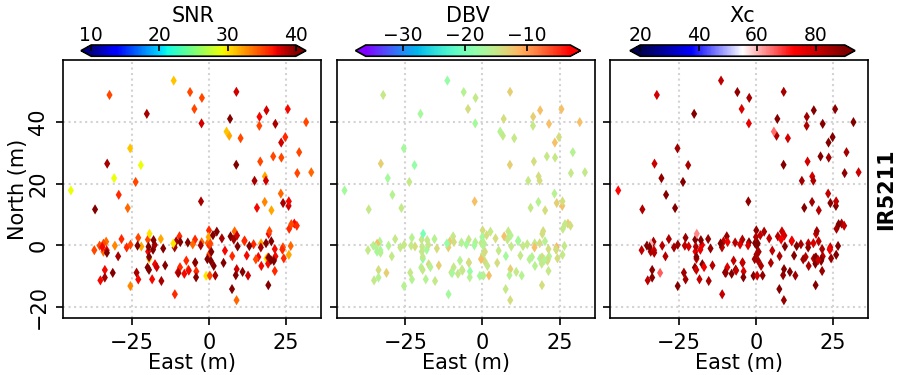 SNR DBV Xc
10 20 30 40 −30 −20 −10 20 40 60 80
40
20
0
−20
North (m)
IR5211
−25 0 25 −25 0 25 −25 0 25
East (m) East (m) East (m)